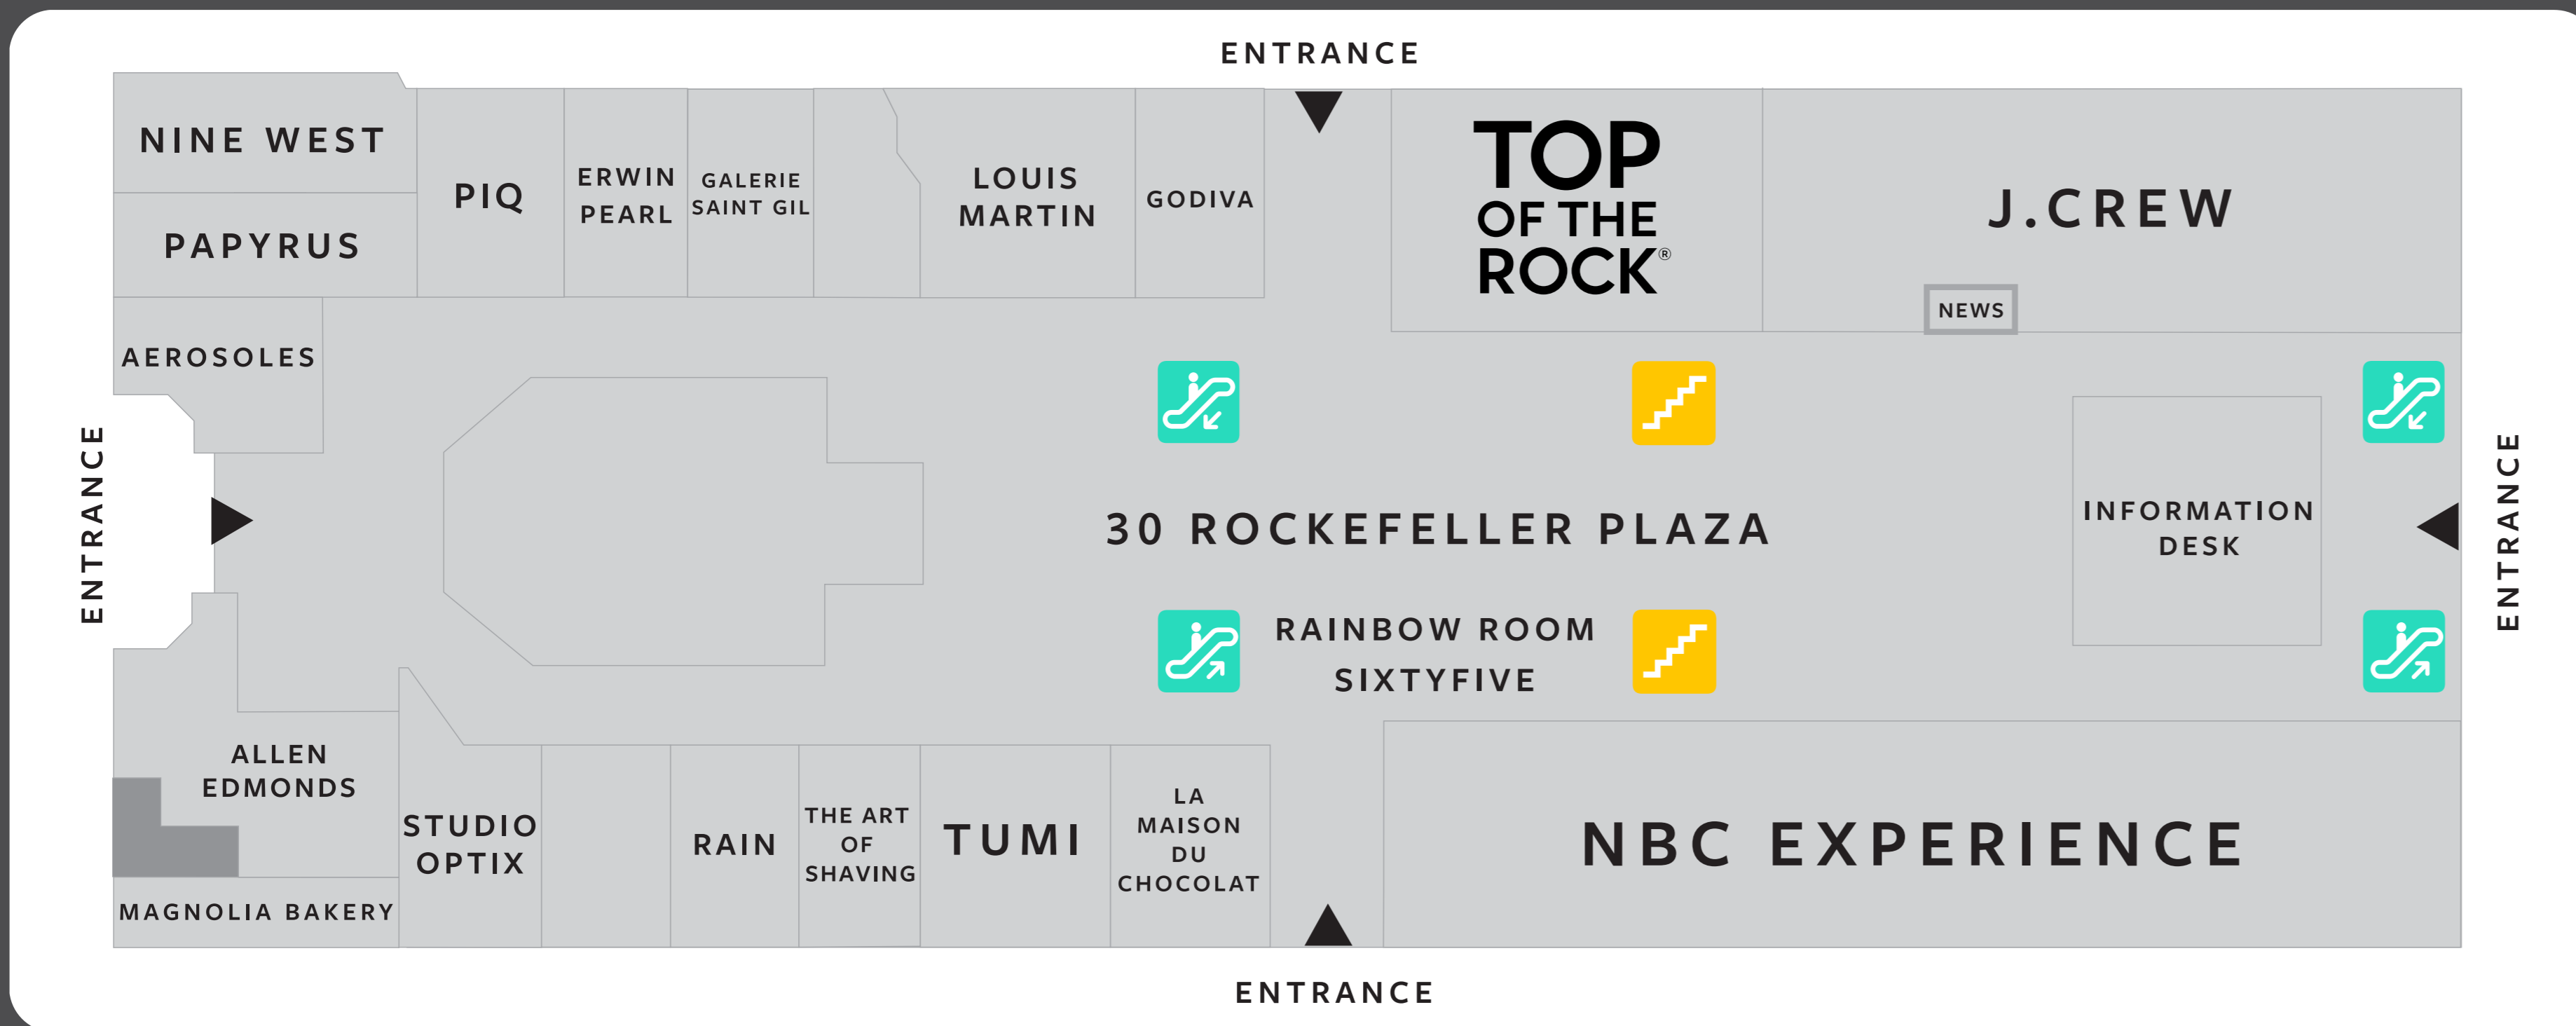 ENTRANCE
NINE WEST
PAPYRUS
PIQ
ERWIN
PEARL
GALERIE
SAINT GIL
LOUIS
MARTIN
GODIVA
TOP
OF THE
ROCK®
J.CREW
NEWS
AEROSOLES
ENTRANCE
30 ROCKEFELLER PLAZA
INFORMATION
DESK
ENTRANCE
RAINBOW ROOM
SIXTYFIVE
ALLEN
EDMONDS
MAGNOLIA BAKERY
STUDIO
OPTIX
RAIN
THE ART
OF
SHAVING
TUMI
LA
MAISON
DU
CHOCOLAT
NBC EXPERIENCE
ENTRANCE